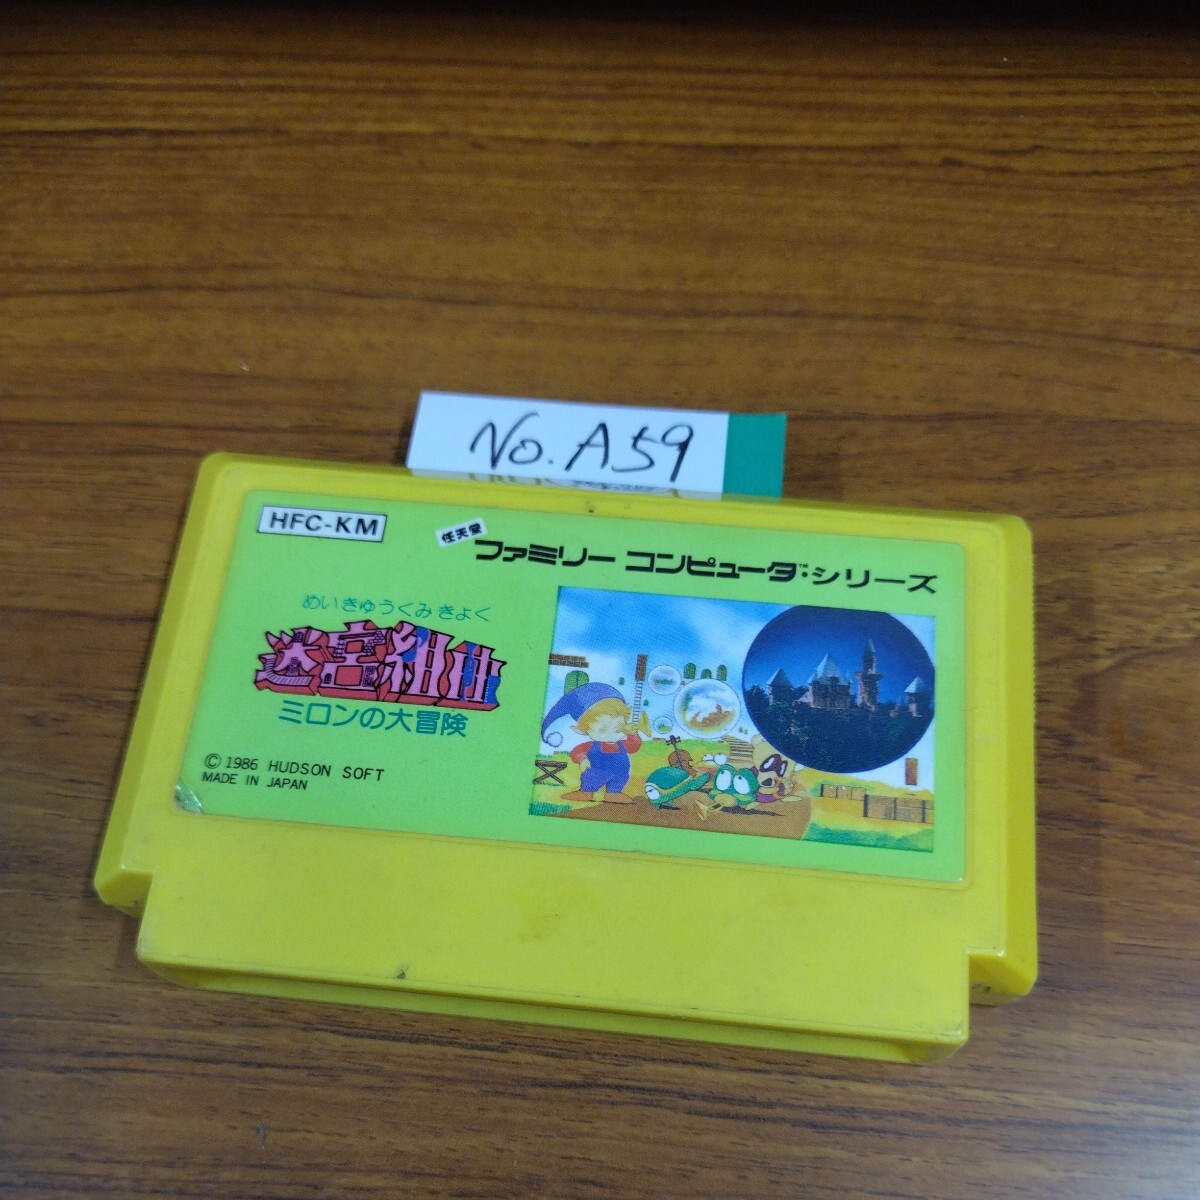 No. A59
HFC-KM
任天堂
ファミリー コンピュータ™・シリーズ
めいきゅうくみきょく
迷宮組曲
ミロンの大冒険
© 1986 HUDSON SOFT
MADE IN JAPAN